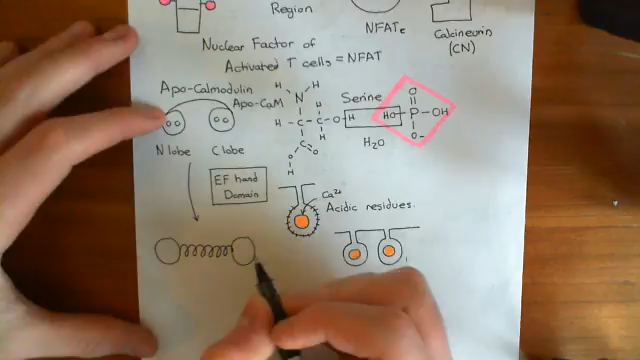 Region
NFATc
Calcineurin
(CN)
Nuclear Factor of
Activated T cells = NFAT
Apo-Calmodulin
Apo-CaM
N lobe
C lobe
EF hand
Domain
H
H
N
H
H - C - C - O - H
H
C
O
O
H
Serine
HO - P - OH
O
O-
H2O
Ca2+
Acidic residues